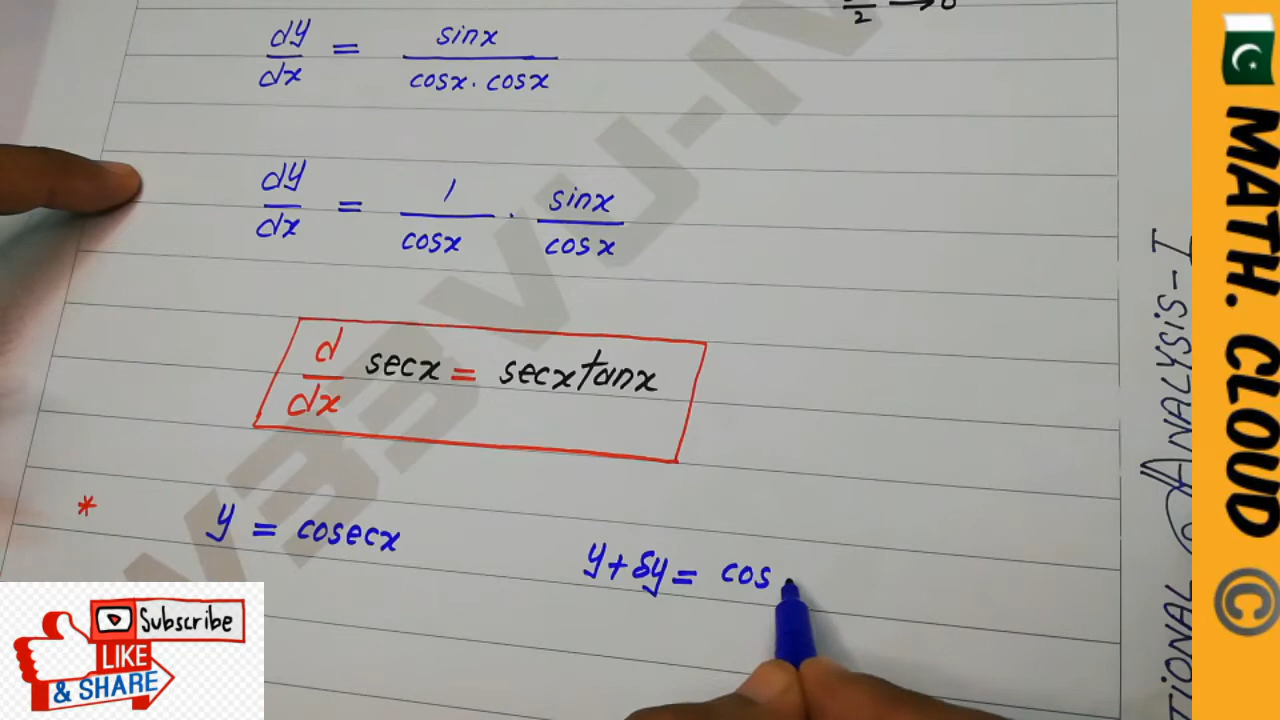 dy/dx = sinx / cosx . cosx
dy/dx = 1/cosx . sinx/cosx
d/dx secx = secxtanx
* y = cosecx
y + δy = cos
Subscribe
LIKE
& SHARE
MATH. CLOUD ©
ANALYSIS-I